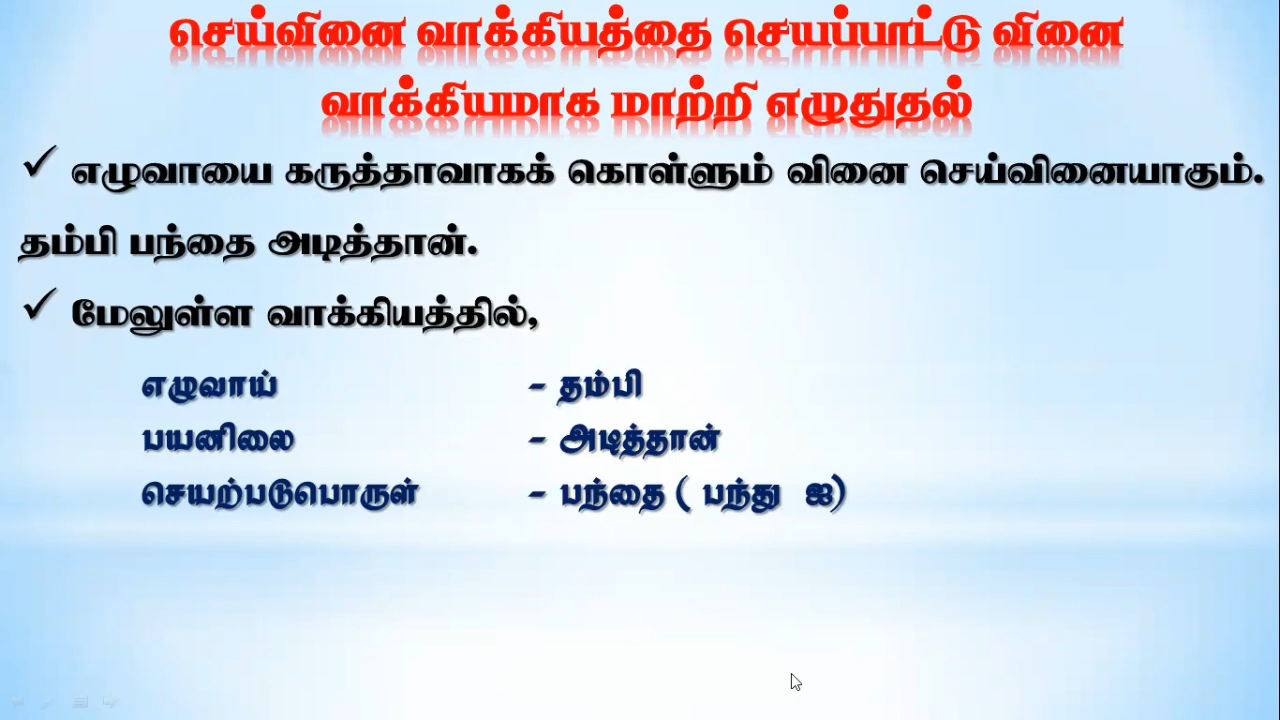 செய்வினை வாக்கியத்தை செயப்பாட்டு வினை
வாக்கியமாக மாற்றி எழுதுதல்
✓ எழுவாயை கருத்தாவாகக் கொள்ளும் வினை செய்வினையாகும்.
தம்பி பந்தை அடித்தான்.
✓ மேலுள்ள வாக்கியத்தில்,
எழுவாய் - தம்பி
பயனிலை - அடித்தான்
செயற்படுபொருள் - பந்தை ( பந்து ஐ)